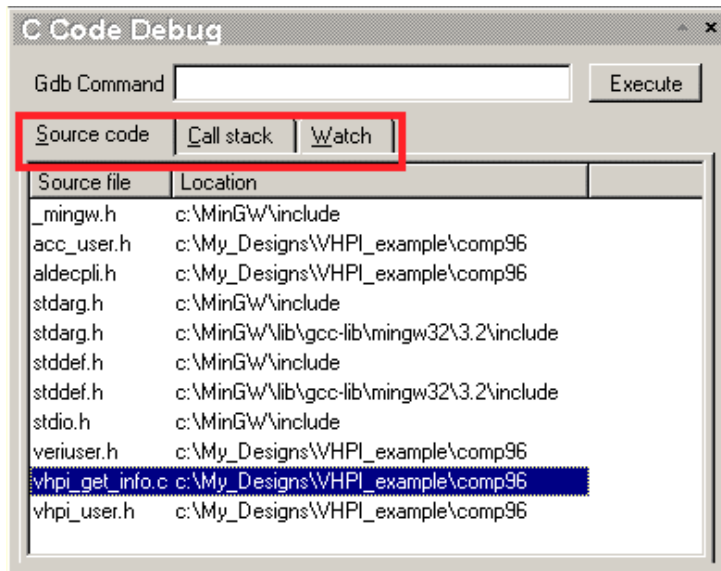 C Code Debug
Gdb Command Execute
Source code Call stack Watch
Source file Location
_mingw.h c:\MinGW\include
acc_user.h c:\My_Designs\VHPI_example\comp96
aldecpli.h c:\My_Designs\VHPI_example\comp96
stdarg.h c:\MinGW\include
stdarg.h c:\MinGW\lib\gcc-lib\mingw32\3.2\include
stddef.h c:\MinGW\include
stddef.h c:\MinGW\lib\gcc-lib\mingw32\3.2\include
stdio.h c:\MinGW\include
veriuser.h c:\My_Designs\VHPI_example\comp96
vhpi_get_info.c c:\My_Designs\VHPI_example\comp96
vhpi_user.h c:\My_Designs\VHPI_example\comp96